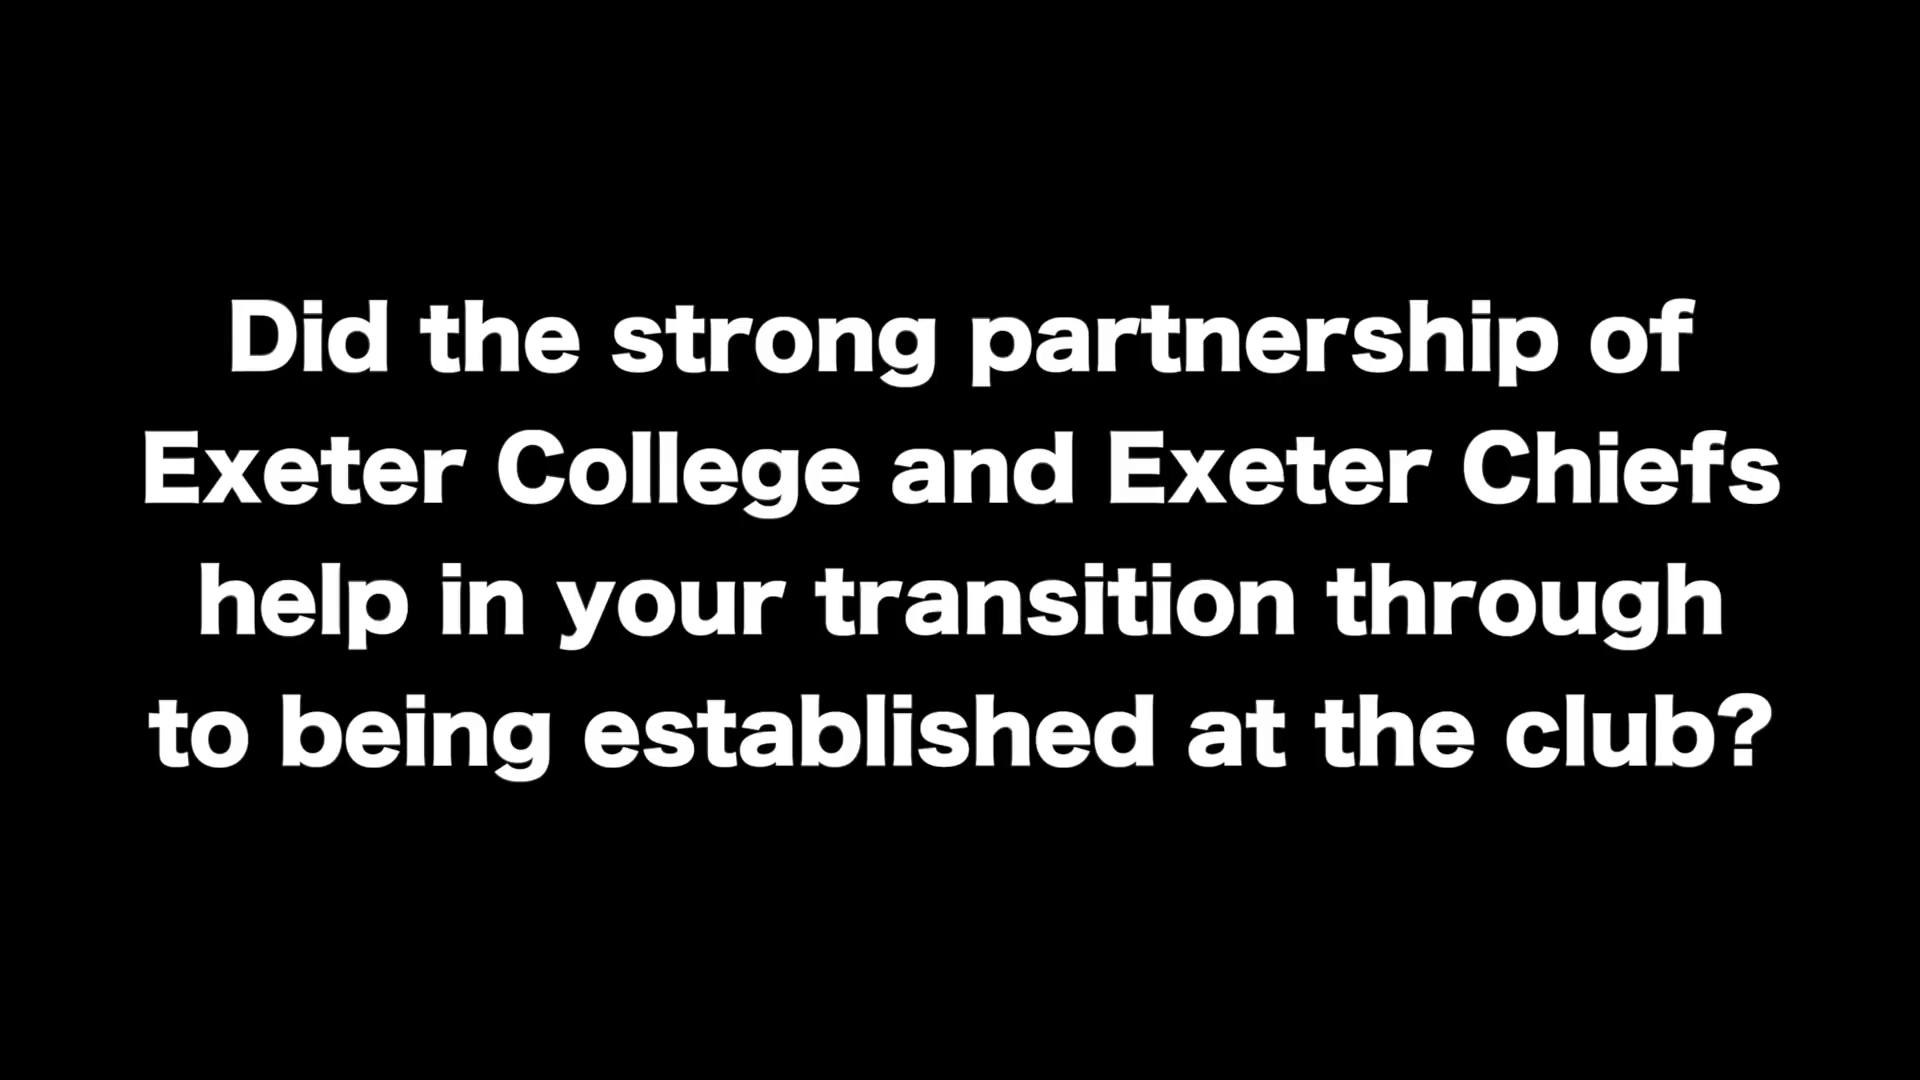 Did the strong partnership of
Exeter College and Exeter Chiefs
help in your transition through
to being established at the club?